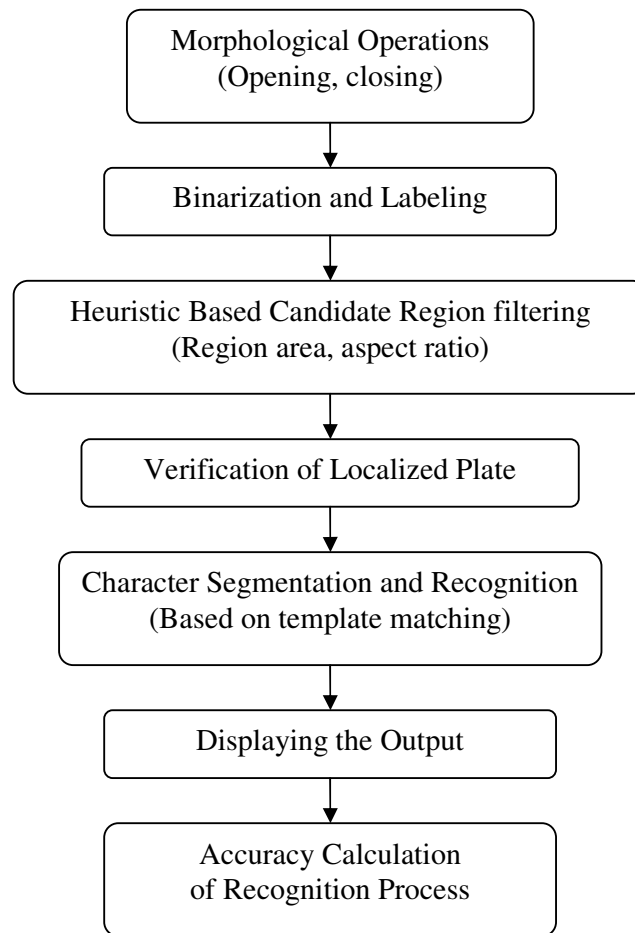 Morphological Operations
(Opening, closing)
Binarization and Labeling
Heuristic Based Candidate Region filtering
(Region area, aspect ratio)
Verification of Localized Plate
Character Segmentation and Recognition
(Based on template matching)
Displaying the Output
Accuracy Calculation
of Recognition Process